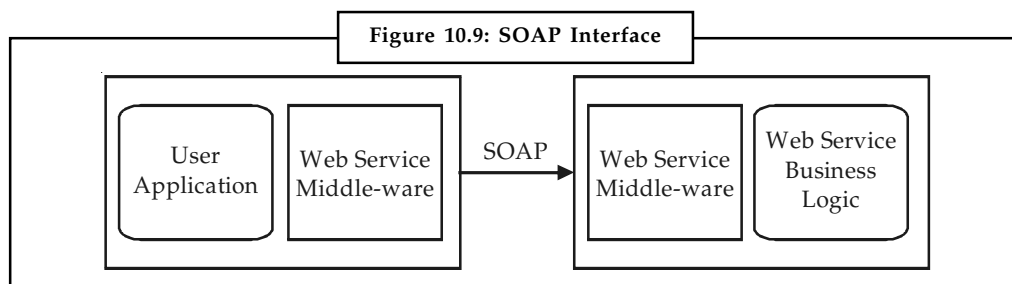 Figure 10.9: SOAP Interface
User
Application
Web Service
Middle-ware
SOAP
Web Service
Middle-ware
Web Service
Business
Logic